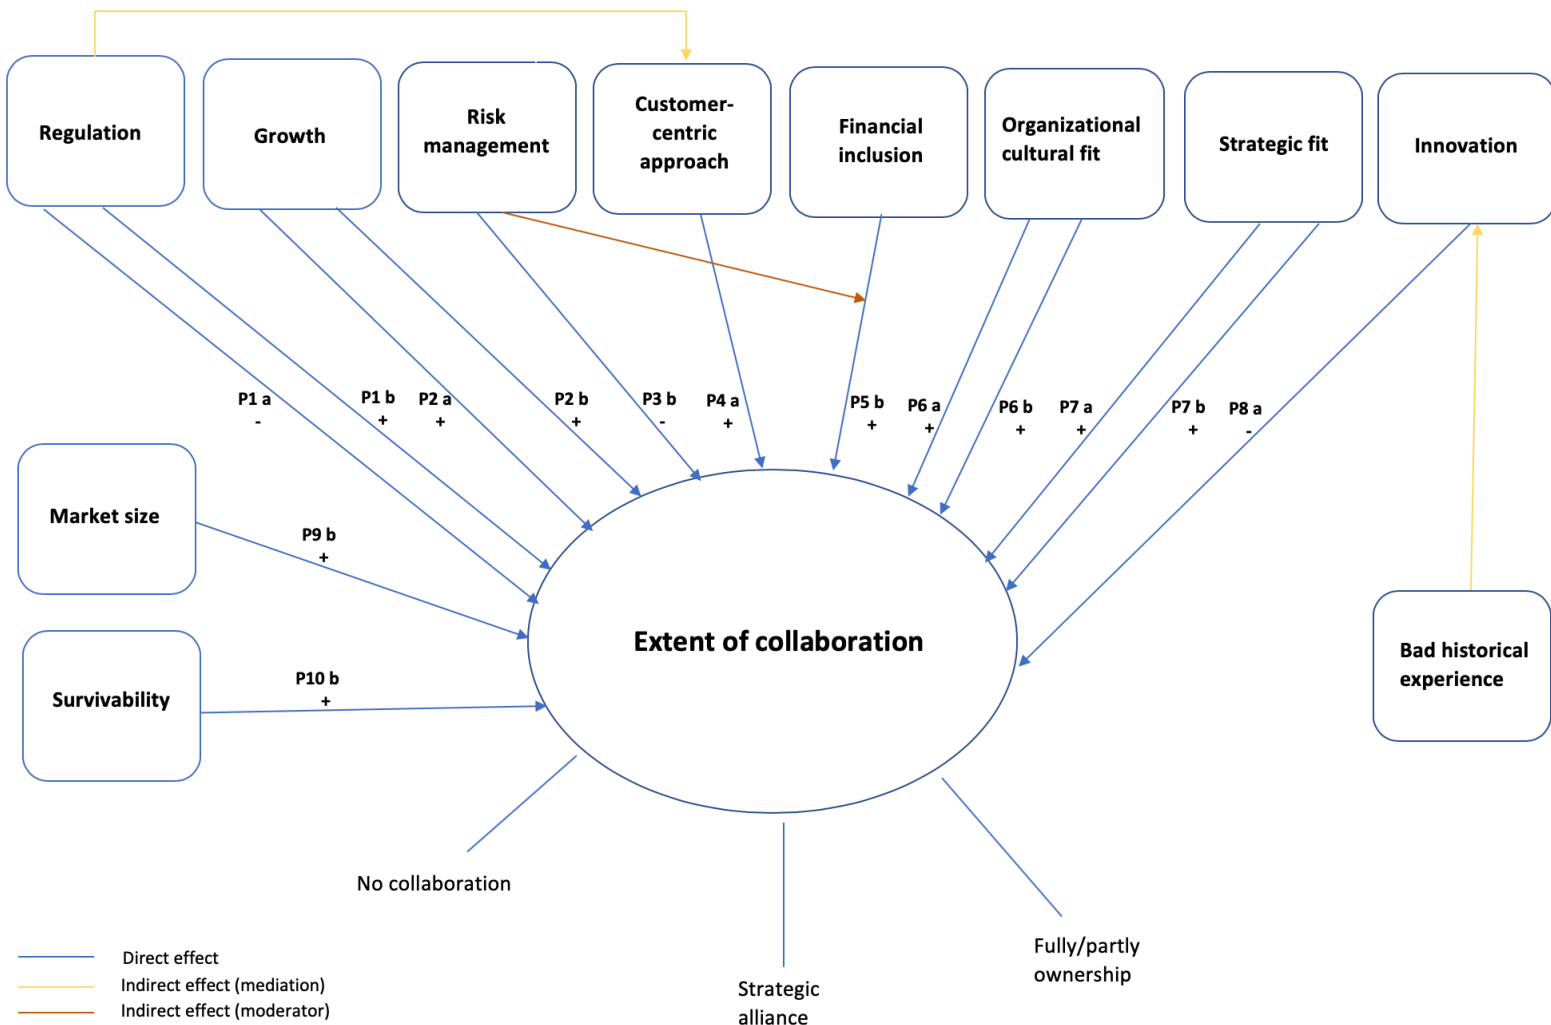 Regulation
Growth
Risk
management
Customer-
centric
approach
Financial
inclusion
Organizational
cultural fit
Strategic fit
Innovation
P1 a
-
P1 b
+
P2 a
+
P2 b
+
P3 b
-
P4 a
+
P5 b
+
P6 a
+
P6 b
+
P7 a
+
P7 b
+
P8 a
-
Market size
P9 b
+
Survivability
P10 b
+
Extent of collaboration
Bad historical
experience
No collaboration
Strategic
alliance
Fully/partly
ownership
Direct effect
Indirect effect (mediation)
Indirect effect (moderator)